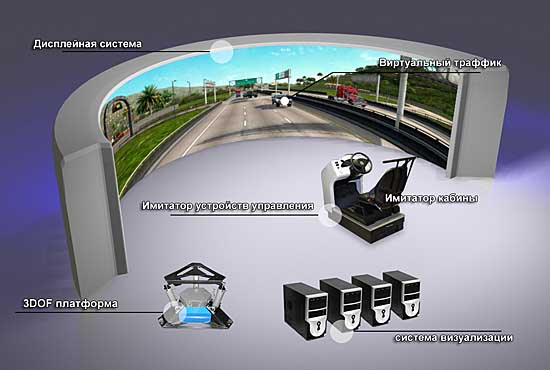 Дисплейная система
Виртуальный траффик
Имитатор устройств управления
Имитатор кабины
3DOF платформа
система визуализации